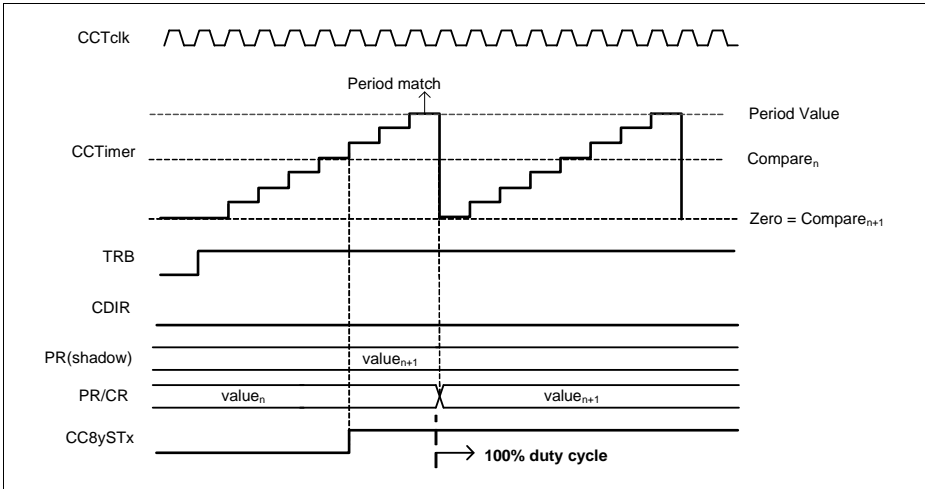 CCTclk
Period match
Period Value
CCTimer
Compareₙ
Zero = Compareₙ₊₁
TRB
CDIR
PR(shadow)
valueₙ₊₁
PR/CR
valueₙ
valueₙ₊₁
CC8ySTx
100% duty cycle